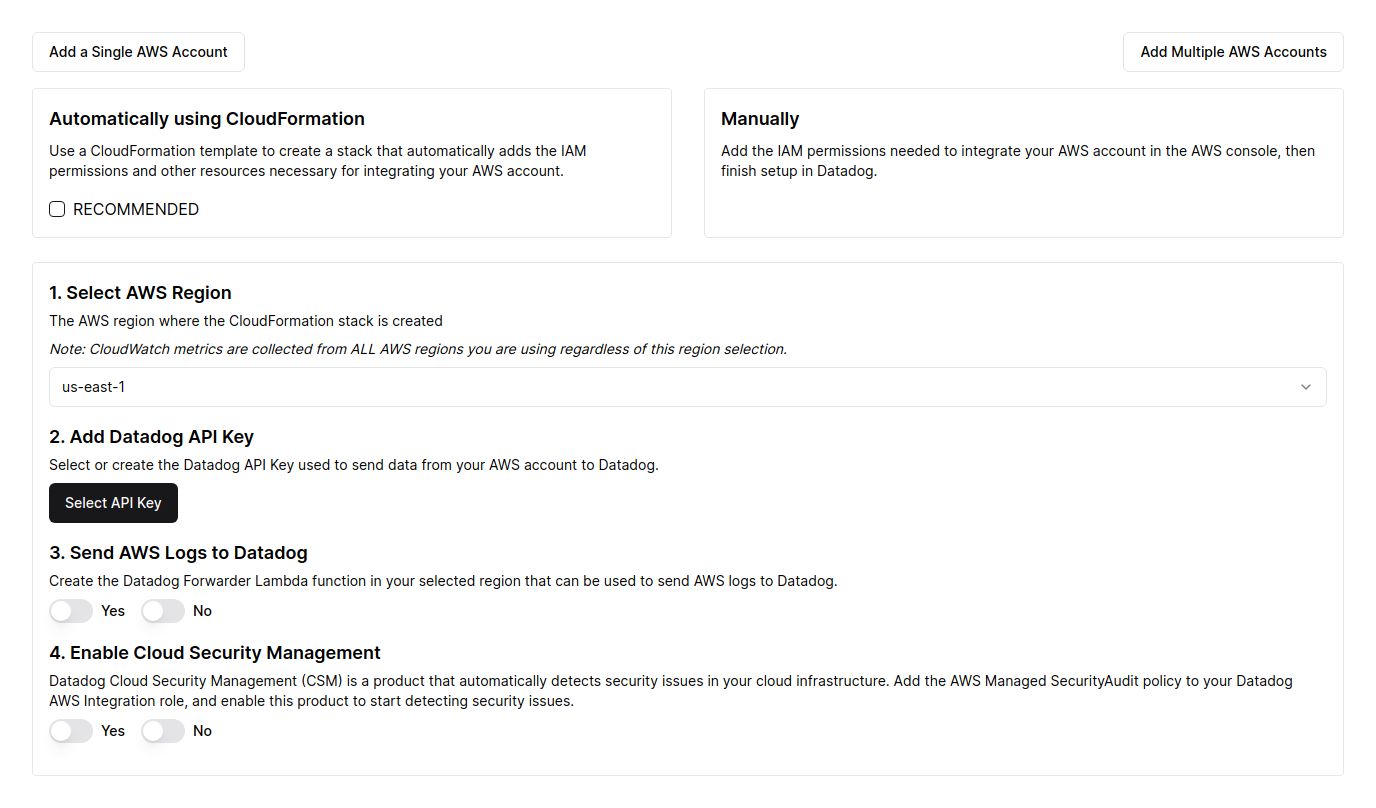 Add a Single AWS Account
Add Multiple AWS Accounts
Automatically using CloudFormation
Use a CloudFormation template to create a stack that automatically adds the IAM
permissions and other resources necessary for integrating your AWS account.
RECOMMENDED
Manually
Add the IAM permissions needed to integrate your AWS account in the AWS console, then
finish setup in Datadog.
1. Select AWS Region
The AWS region where the CloudFormation stack is created
Note: CloudWatch metrics are collected from ALL AWS regions you are using regardless of this region selection.
us-east-1
2. Add Datadog API Key
Select or create the Datadog API Key used to send data from your AWS account to Datadog.
Select API Key
3. Send AWS Logs to Datadog
Create the Datadog Forwarder Lambda function in your selected region that can be used to send AWS logs to Datadog.
Yes No
4. Enable Cloud Security Management
Datadog Cloud Security Management (CSM) is a product that automatically detects security issues in your cloud infrastructure. Add the AWS Managed SecurityAudit policy to your Datadog
AWS Integration role, and enable this product to start detecting security issues.
Yes No